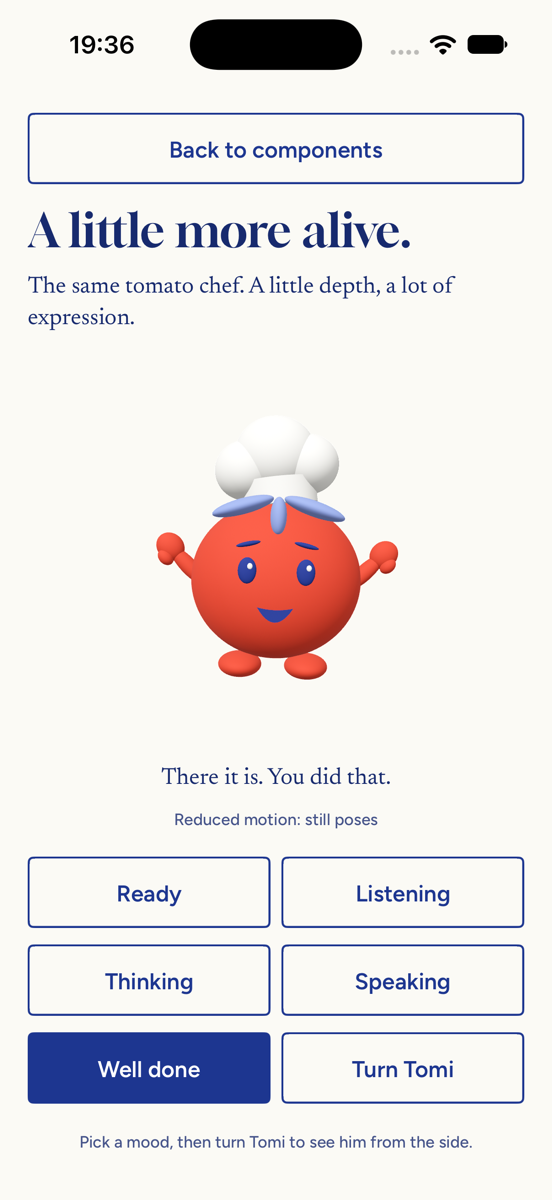 19:36
Back to components
A little more alive.
The same tomato chef. A little depth, a lot of
expression.
There it is. You did that.
Reduced motion: still poses
Ready
Listening
Thinking
Speaking
Well done
Turn Tomi
Pick a mood, then turn Tomi to see him from the side.